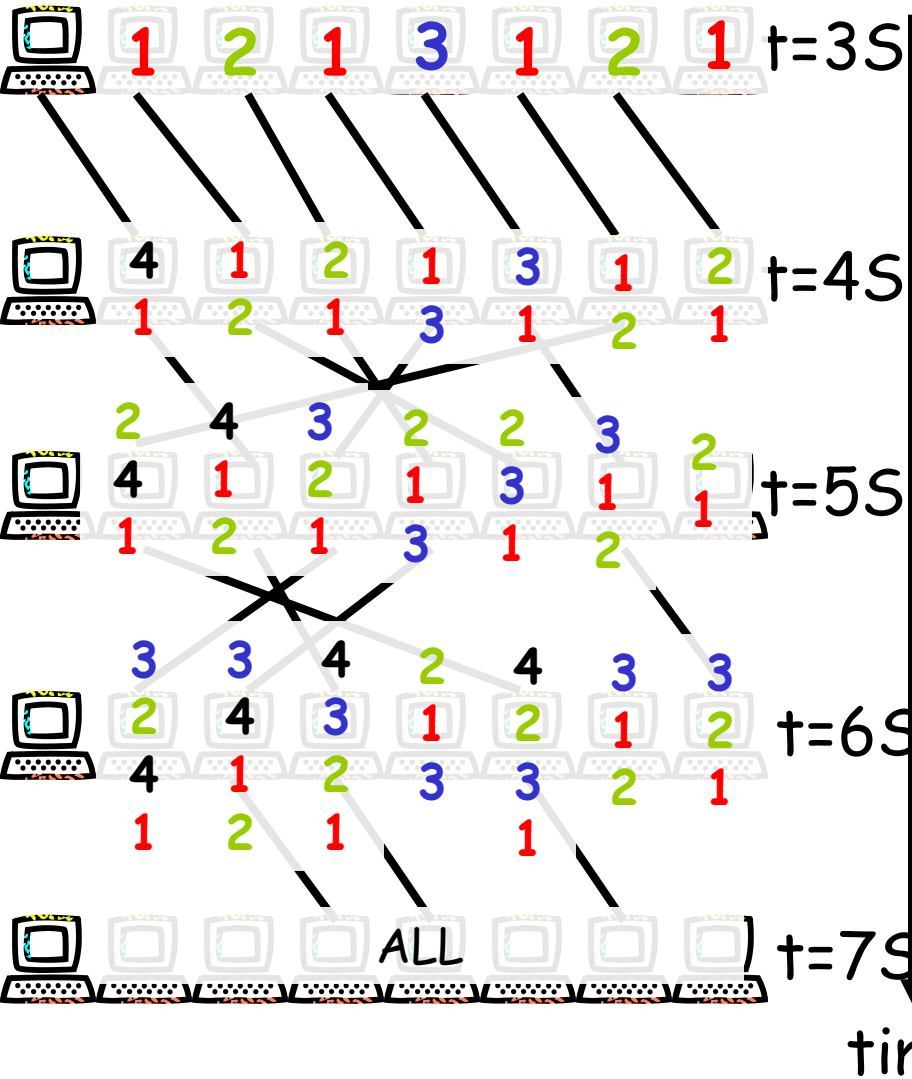 1 2 1 3 1 2 1 t=3S
4 1 2 1 3 1 2 t=4S
1 2 1 3 1 2 1
2 4 3 2 2 3 2
4 1 2 1 3 1 1 t=5S
1 2 1 3 1 2
3 3 4 2 4 3 3
2 4 3 1 2 1 2 t=6S
4 1 2 3 3 2 1
1 2 1 1
ALL t=7S